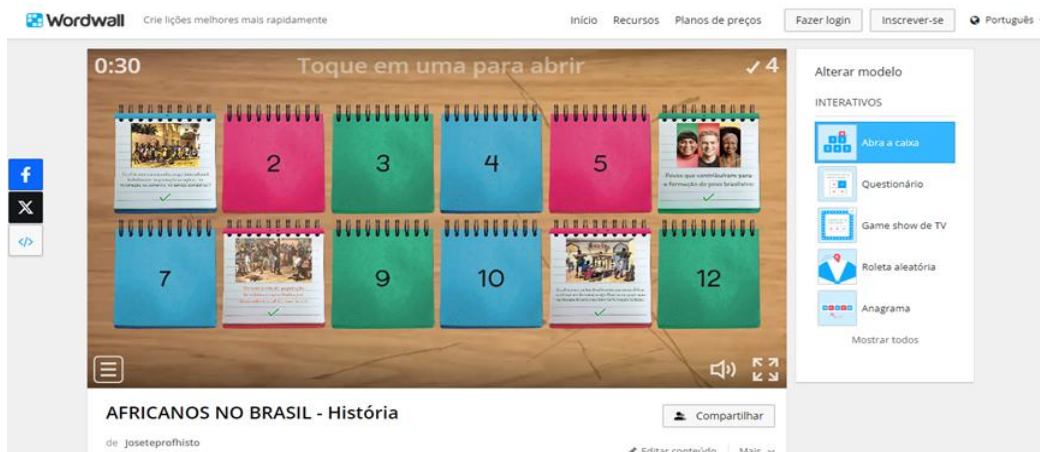 Wordwall Crie lições melhores mais rapidamente Início Recursos Planos de preços Fazer login Inscrever-se Português
0:30 Toque em uma para abrir 4
2 3 4 5
Povos que contribuíram para
a formação do povo brasileiro:
7 9 10 12
Alterar modelo
INTERATIVOS
Abra a caixa
Questionário
Game show de TV
Roleta aleatória
Anagrama
Mostrar todos
AFRICANOS NO BRASIL - História
Compartilhar
de Joseteprofhisto
Editar conteúdo Mais